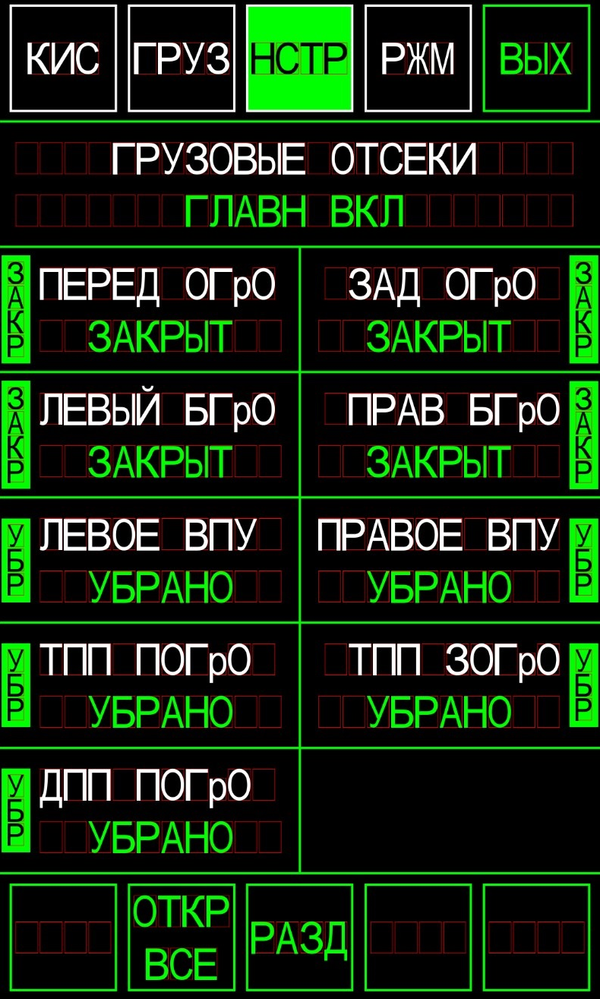 КИС ГРУЗ НСТР РЖМ ВЫХ
ГРУЗОВЫЕ ОТСЕКИ
ГЛАВН ВКЛ
ЗАКР ПЕРЕД ОГрО
ЗАКРЫТ
ЗАД ОГрО ЗАКР
ЗАКРЫТ
ЗАКР ЛЕВЫЙ БГрО
ЗАКРЫТ
ПРАВ БГрО ЗАКР
ЗАКРЫТ
УБР ЛЕВОЕ ВПУ
УБРАНО
ПРАВОЕ ВПУ УБР
УБРАНО
УБР ТПП ПОГрО
УБРАНО
ТПП ЗОГрО УБР
УБРАНО
УБР ДПП ПОГрО
УБРАНО
ОТКР
ВСЕ
РАЗД